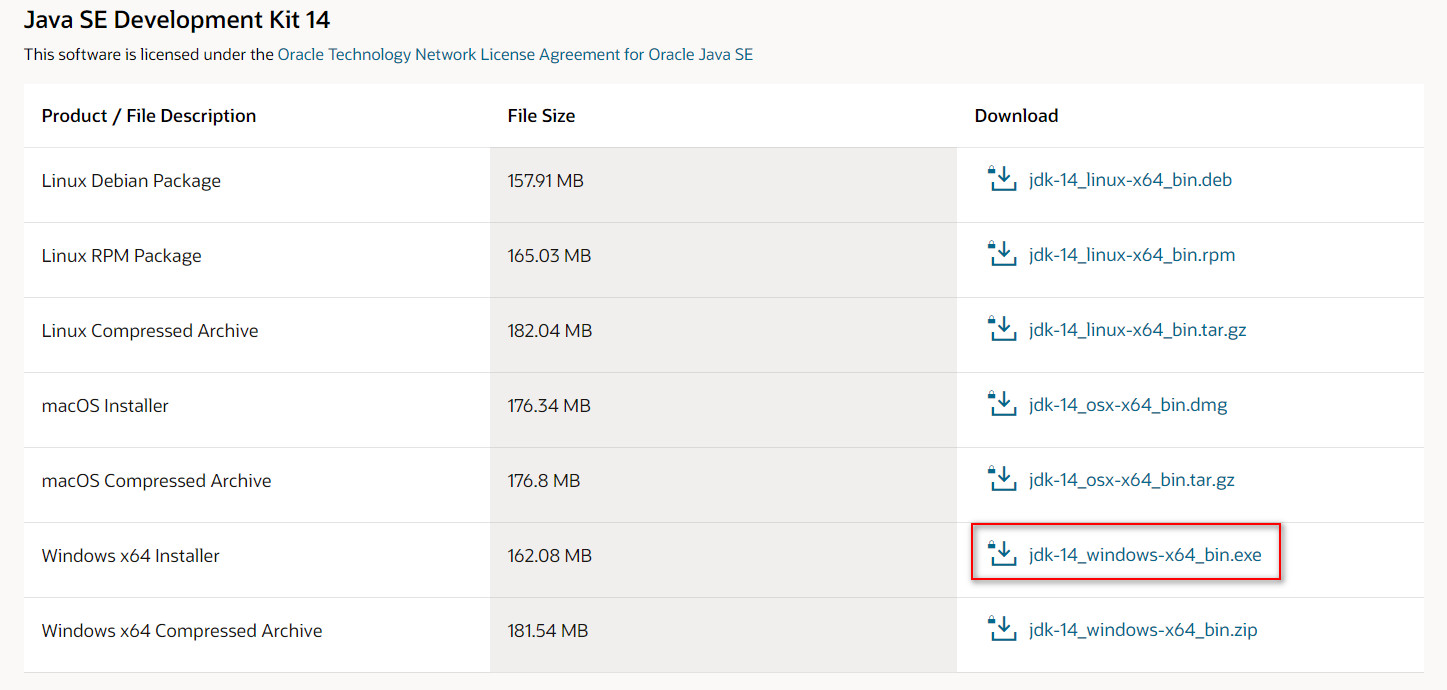 Java SE Development Kit 14
This software is licensed under the Oracle Technology Network License Agreement for Oracle Java SE
Product / File Description File Size Download
Linux Debian Package 157.91 MB jdk-14_linux-x64_bin.deb
Linux RPM Package 165.03 MB jdk-14_linux-x64_bin.rpm
Linux Compressed Archive 182.04 MB jdk-14_linux-x64_bin.tar.gz
macOS Installer 176.34 MB jdk-14_osx-x64_bin.dmg
macOS Compressed Archive 176.8 MB jdk-14_osx-x64_bin.tar.gz
Windows x64 Installer 162.08 MB jdk-14_windows-x64_bin.exe
Windows x64 Compressed Archive 181.54 MB jdk-14_windows-x64_bin.zip